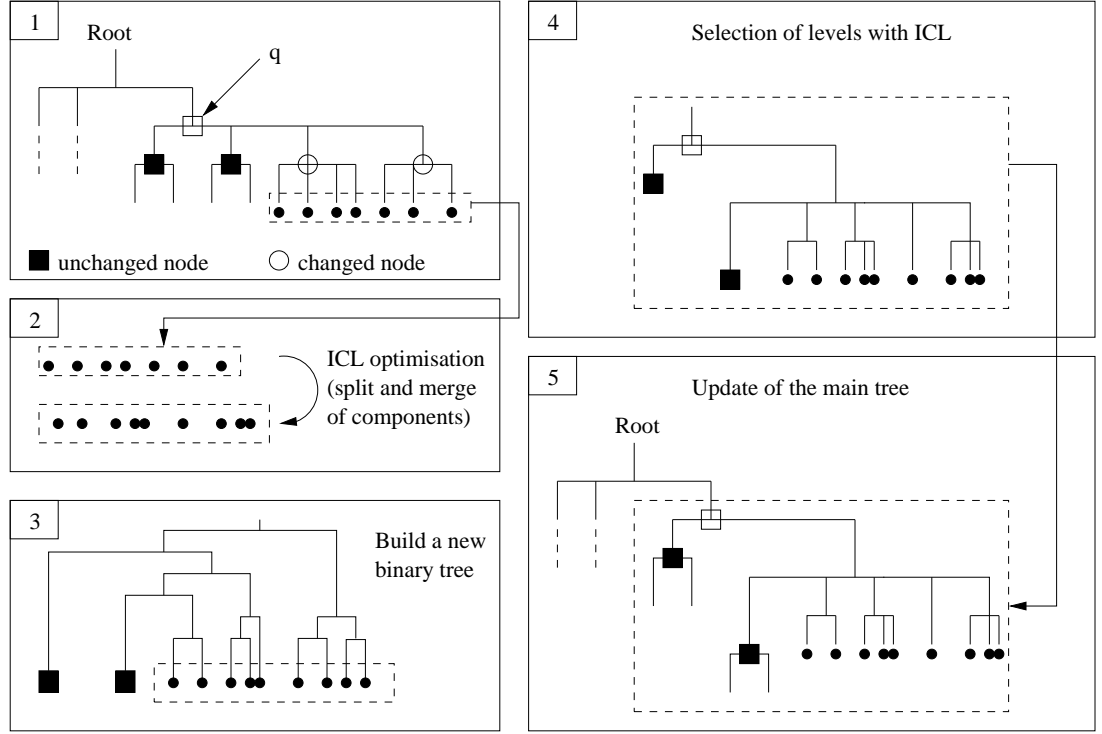 1
Root
q
unchanged node
changed node
2
ICL optimisation
(split and merge
of components)
3
Build a new
binary tree
4
Selection of levels with ICL
5
Update of the main tree
Root